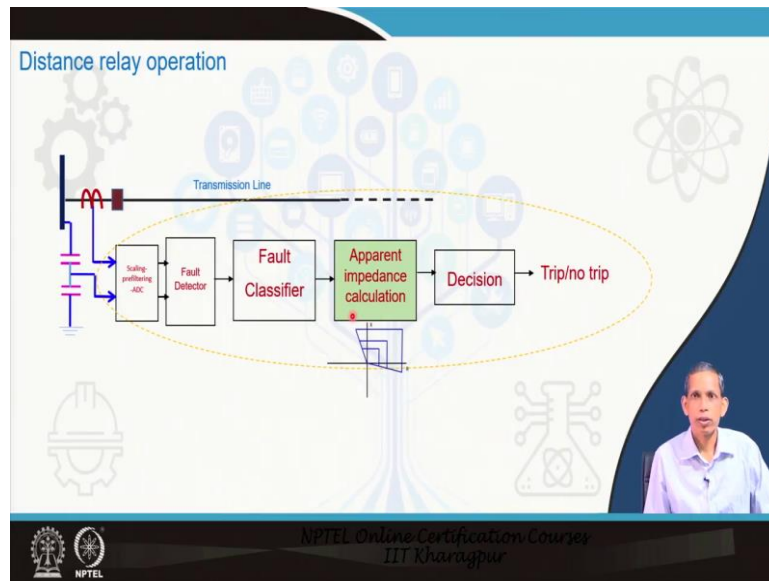 Distance relay operation
Transmission Line
Scaling-
prefiltering
-ADC
Fault
Detector
Fault
Classifier
Apparent
impedance
calculation
Decision
Trip/no trip
NPTEL Online Certification Courses
IIT Kharagpur
NPTEL